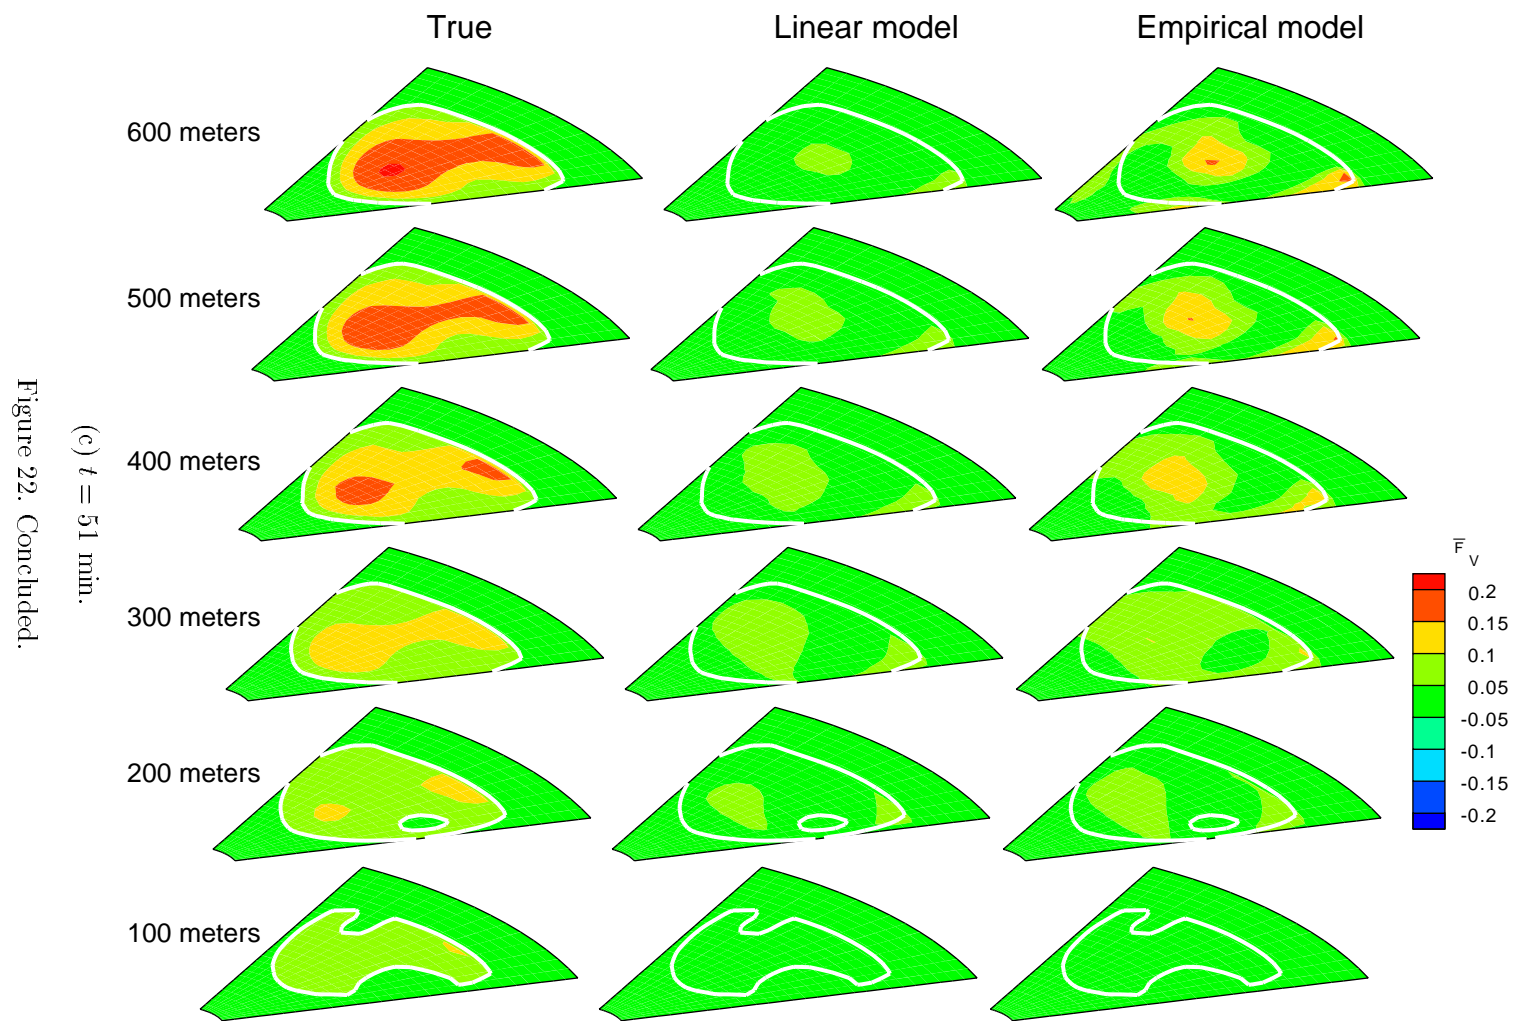 True
Linear model
Empirical model
600 meters
500 meters
400 meters
300 meters
200 meters
100 meters
F̅
V
0.2
0.15
0.1
0.05
-0.05
-0.1
-0.15
-0.2
(c) t = 51 min.
Figure 22. Concluded.